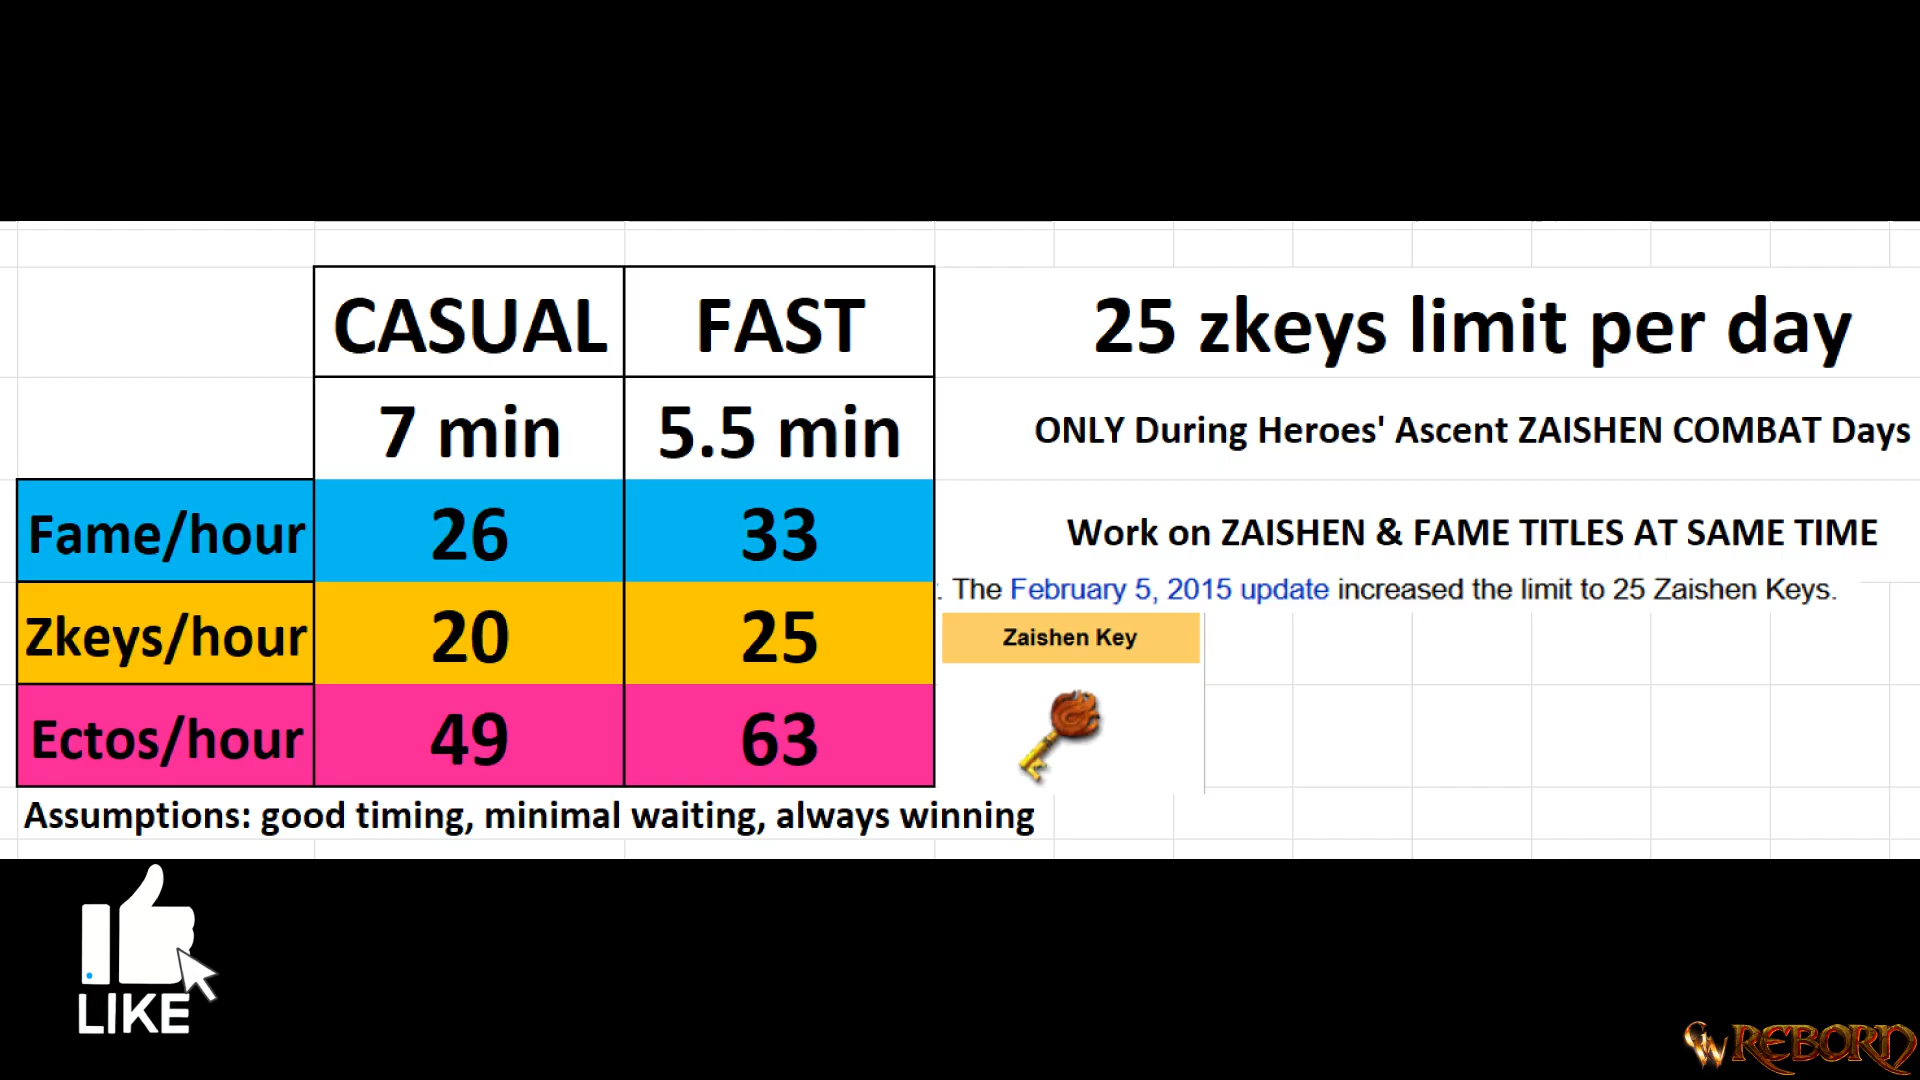 CASUAL FAST 25 zkeys limit per day
7 min 5.5 min ONLY During Heroes' Ascent ZAISHEN COMBAT Days
Fame/hour 26 33 Work on ZAISHEN & FAME TITLES AT SAME TIME
. The February 5, 2015 update increased the limit to 25 Zaishen Keys.
Zkeys/hour 20 25 Zaishen Key
Ectos/hour 49 63
Assumptions: good timing, minimal waiting, always winning
LIKE
GW REBORN